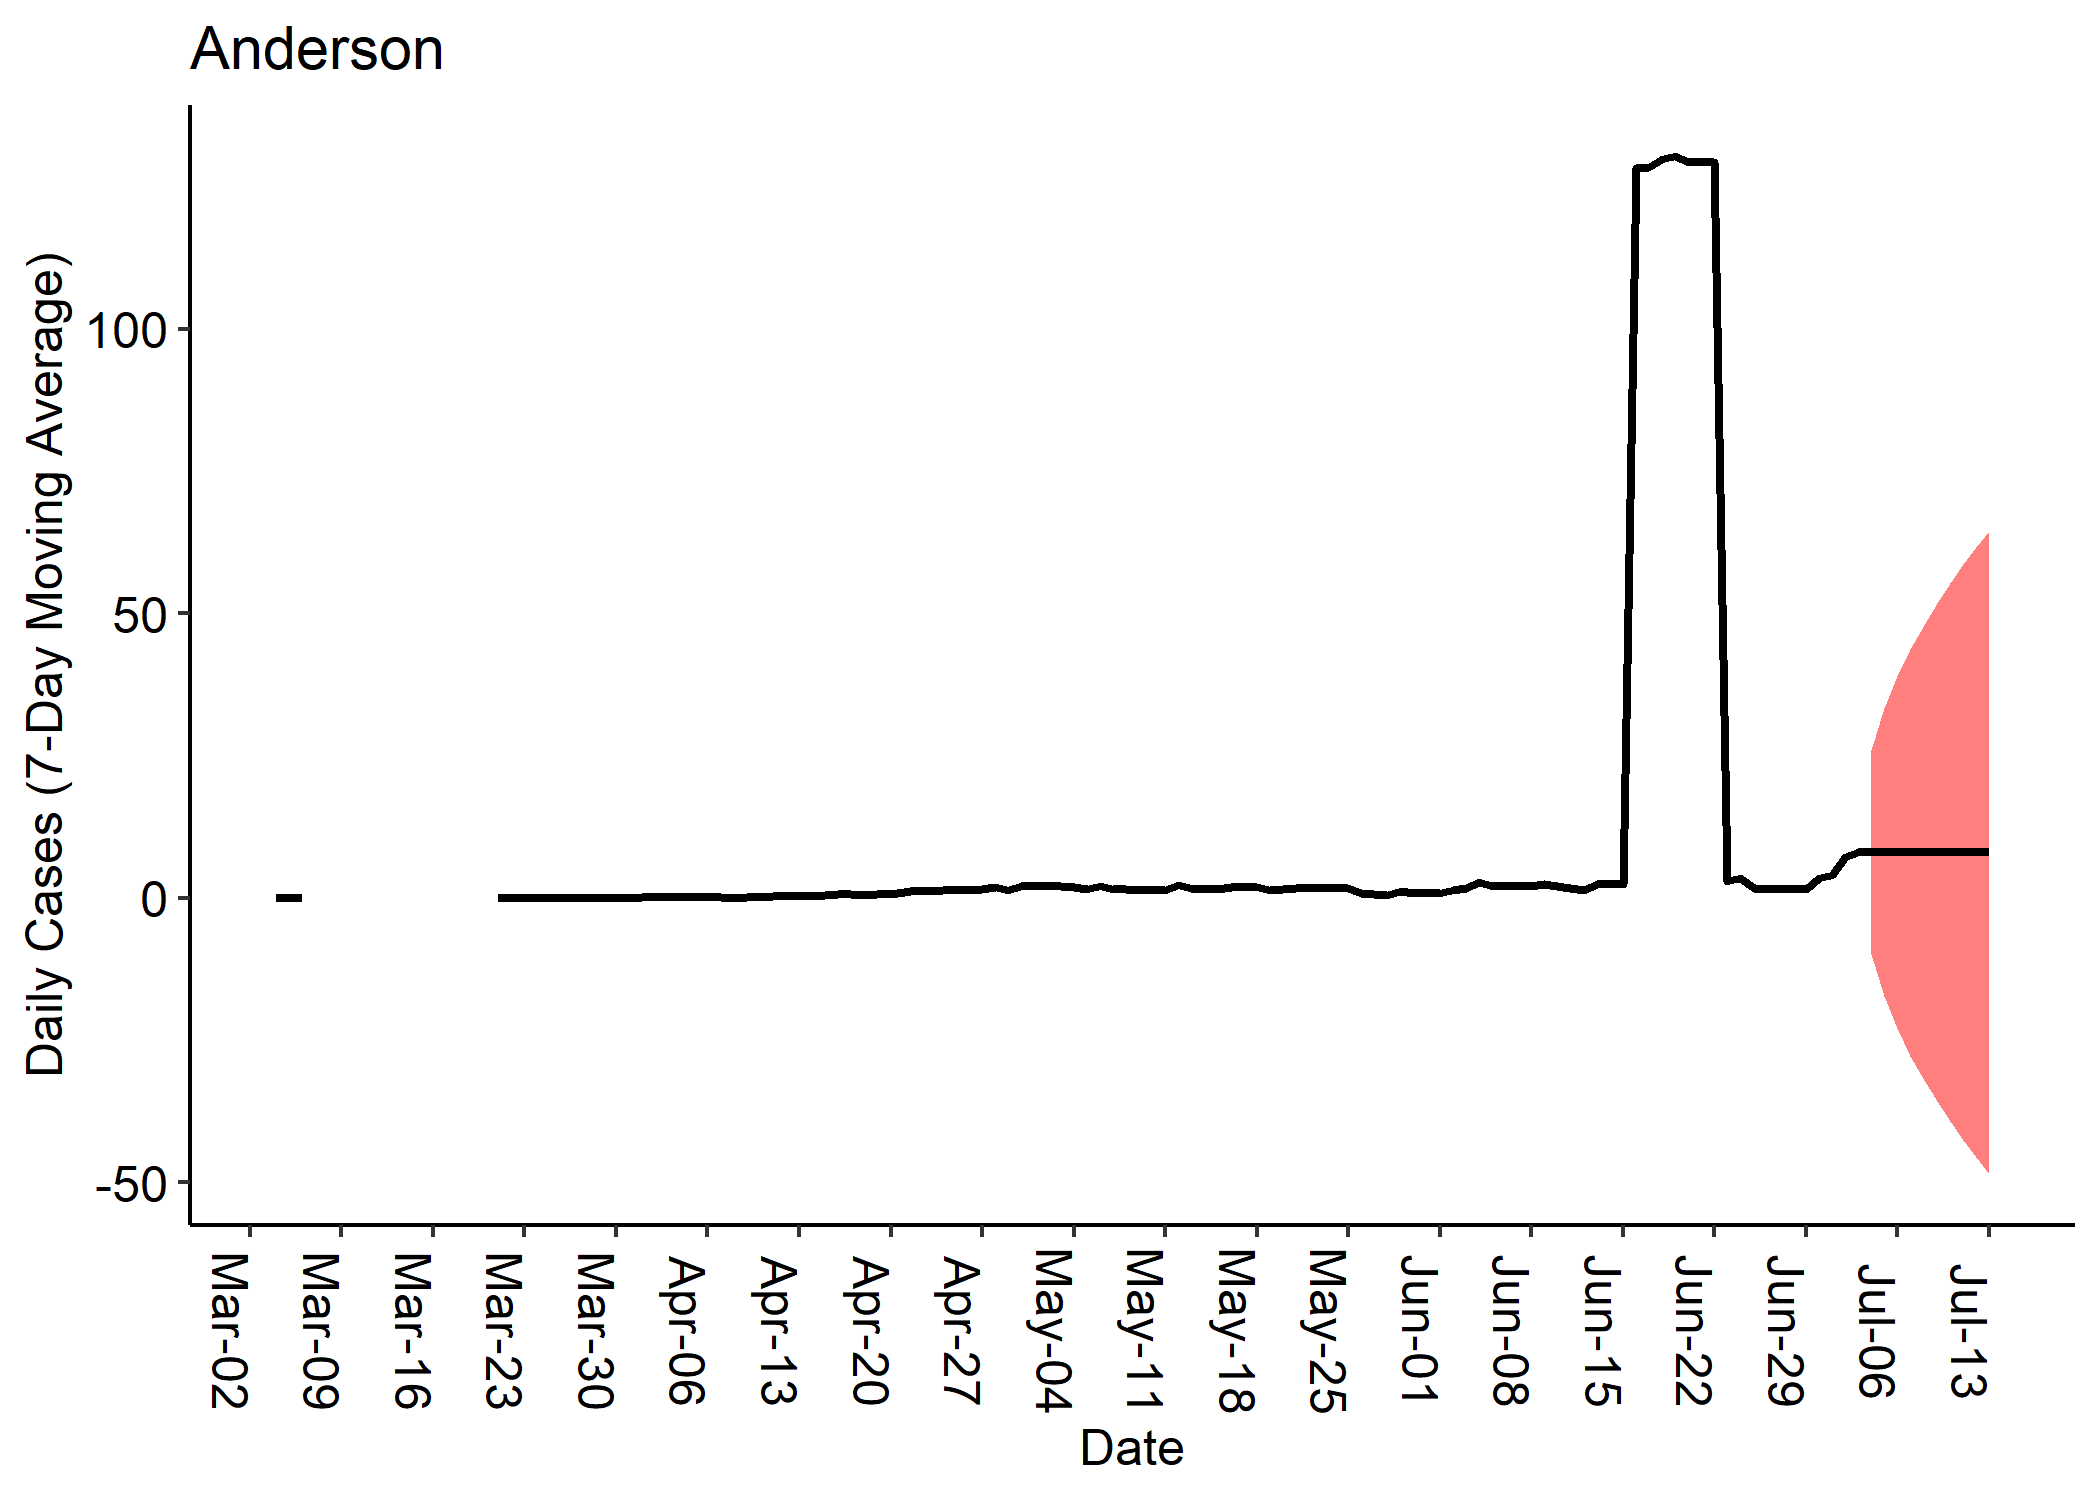 Anderson
Daily Cases (7-Day Moving Average)
100
50
0
-50
Mar-02
Mar-09
Mar-16
Mar-23
Mar-30
Apr-06
Apr-13
Apr-20
Apr-27
May-04
May-11
May-18
May-25
Jun-01
Jun-08
Jun-15
Jun-22
Jun-29
Jul-06
Jul-13
Date